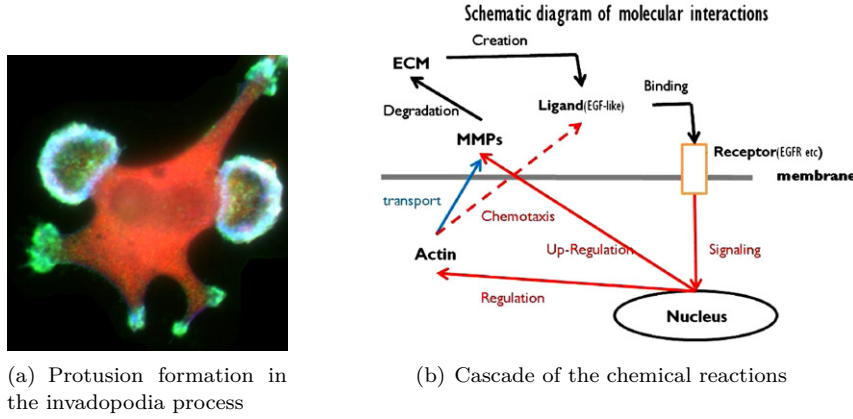 Schematic diagram of molecular interactions
Creation
ECM
Binding
Degradation
Ligand(EGF-like)
MMPs
Receptor(EGFR etc)
membrane
transport
Chemotaxis
Actin
Up-Regulation
Signaling
Regulation
Nucleus
(a) Protusion formation in
the invadopodia process
(b) Cascade of the chemical reactions